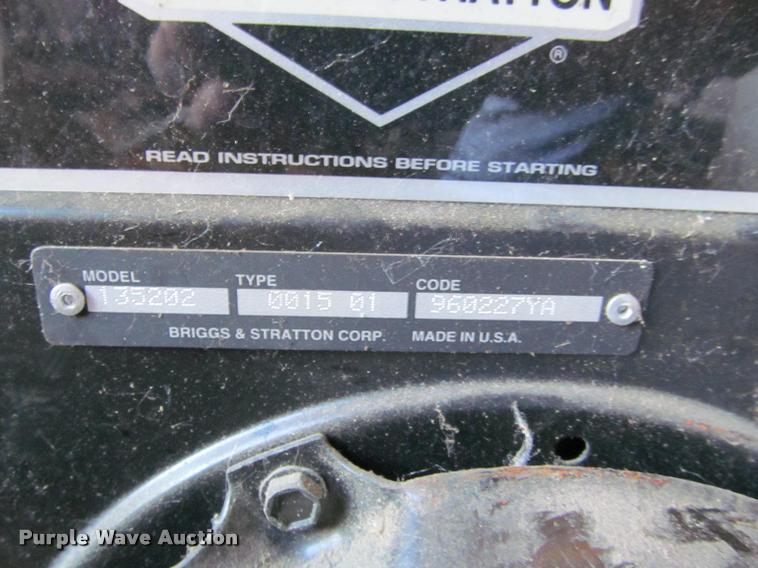 READ INSTRUCTIONS BEFORE STARTING
MODEL TYPE CODE
135202 0015 01 960227YA
BRIGGS & STRATTON CORP. MADE IN U.S.A.
Purple Wave Auction